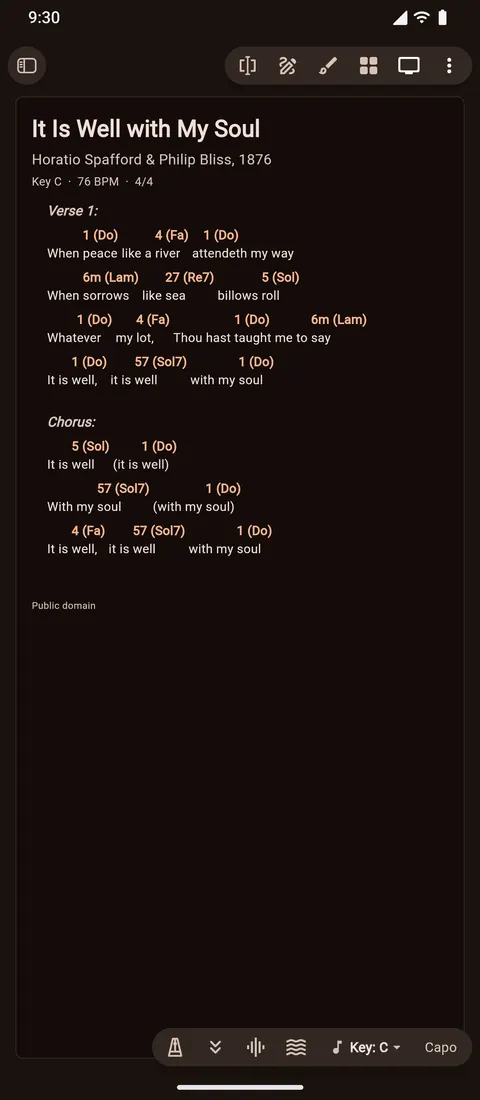 9:30
It Is Well with My Soul
Horatio Spafford & Philip Bliss, 1876
Key C · 76 BPM · 4/4
Verse 1:
1 (Do) 4 (Fa) 1 (Do)
When peace like a river attendeth my way
6m (Lam) 27 (Re7) 5 (Sol)
When sorrows like sea billows roll
1 (Do) 4 (Fa) 1 (Do) 6m (Lam)
Whatever my lot, Thou hast taught me to say
1 (Do) 57 (Sol7) 1 (Do)
It is well, it is well with my soul
Chorus:
5 (Sol) 1 (Do)
It is well (it is well)
57 (Sol7) 1 (Do)
With my soul (with my soul)
4 (Fa) 57 (Sol7) 1 (Do)
It is well, it is well with my soul
Public domain
Key: C Capo